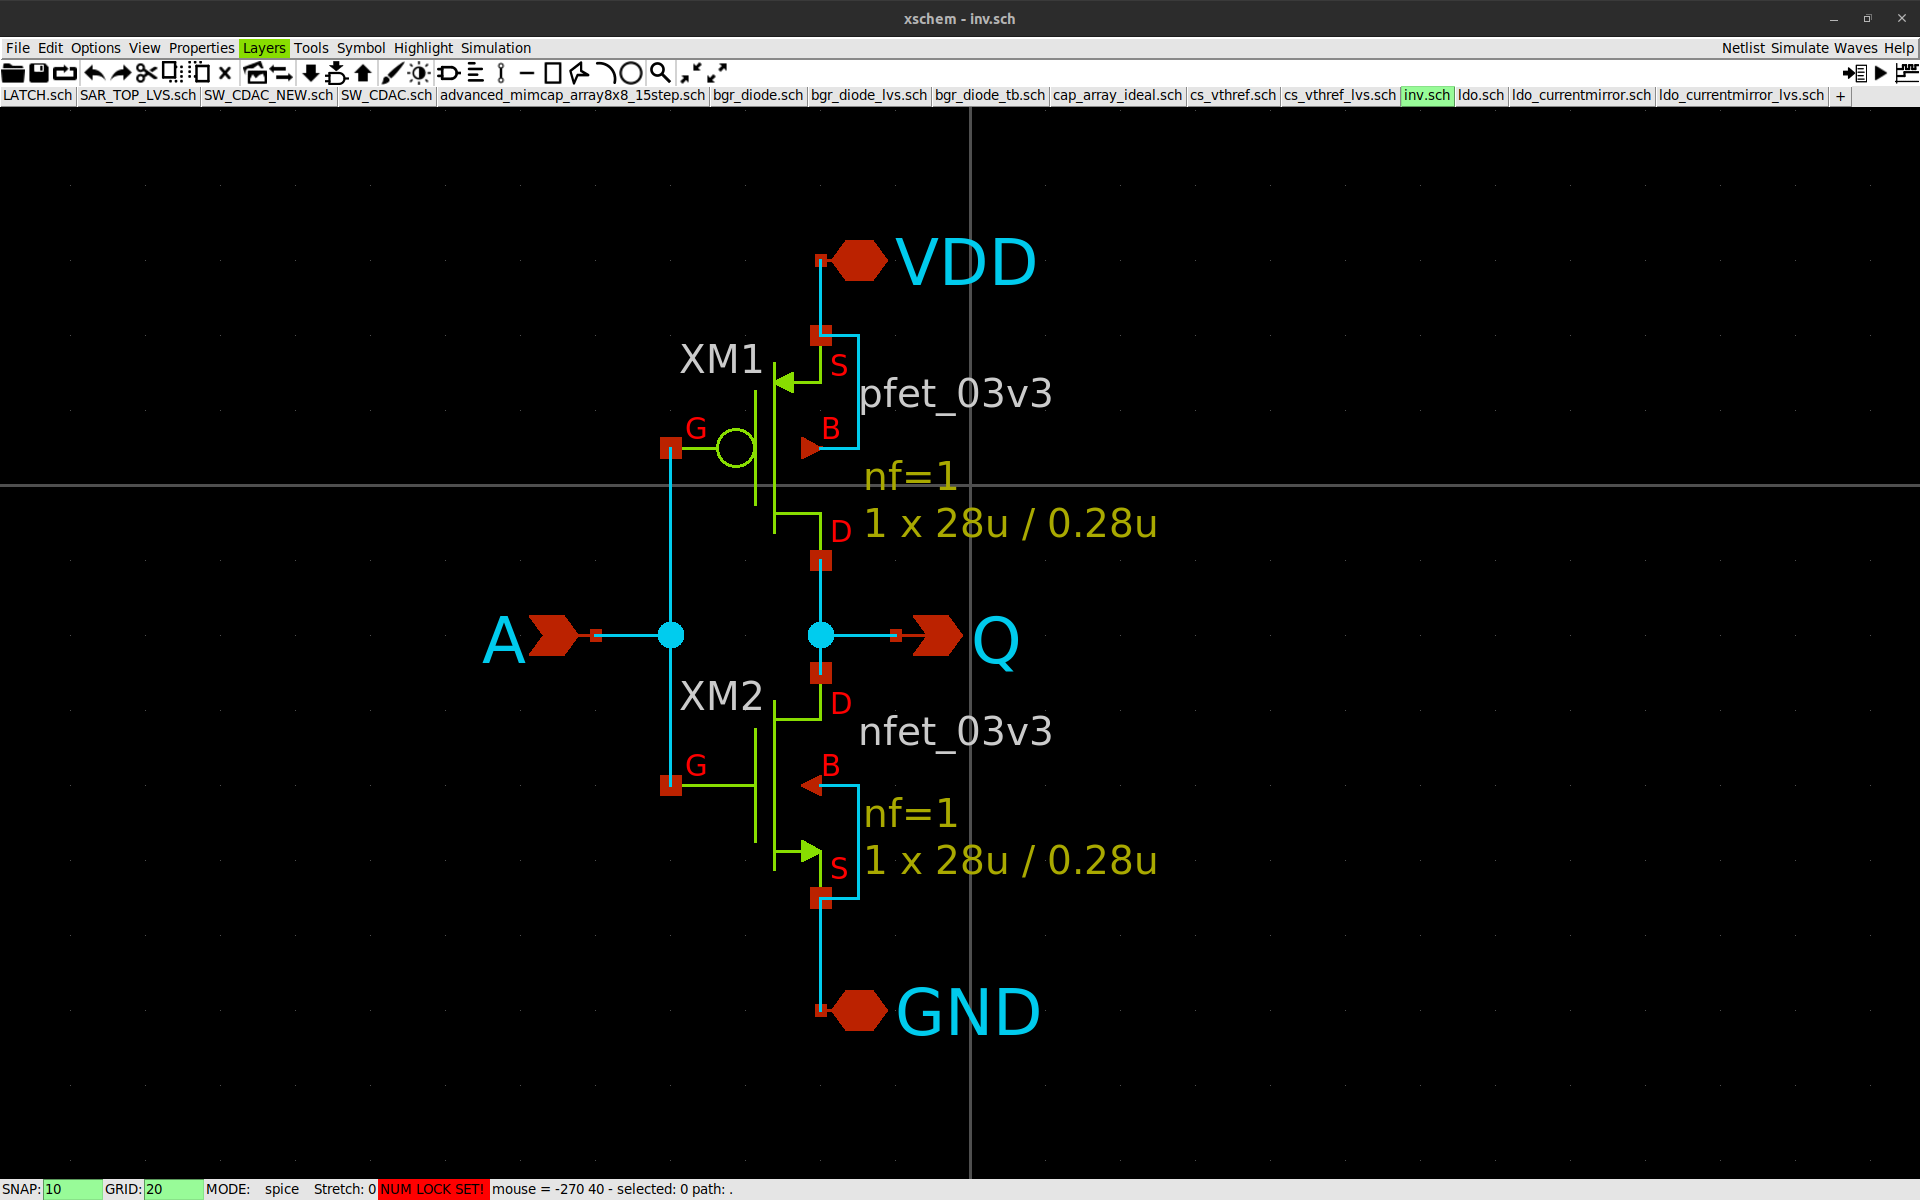 xschem - inv.sch
File Edit Options View Properties Layers Tools Symbol Highlight Simulation Netlist Simulate Waves Help
LATCH.sch SAR_TOP_LVS.sch SW_CDAC_NEW.sch SW_CDAC.sch advanced_mimcap_array8x8_15step.sch bgr_diode.sch bgr_diode_lvs.sch bgr_diode_tb.sch cap_array_ideal.sch cs_vthref.sch cs_vthref_lvs.sch inv.sch ldo.sch ldo_currentmirror.sch ldo_currentmirror_lvs.sch +
VDD
XM1
S
pfet_03v3
G
B
nf=1
D
1 x 28u / 0.28u
A
Q
XM2
D
nfet_03v3
G
B
nf=1
S
1 x 28u / 0.28u
GND
SNAP: 10 GRID: 20 MODE: spice Stretch: 0 NUM LOCK SET! mouse = -270 40 - selected: 0 path: .